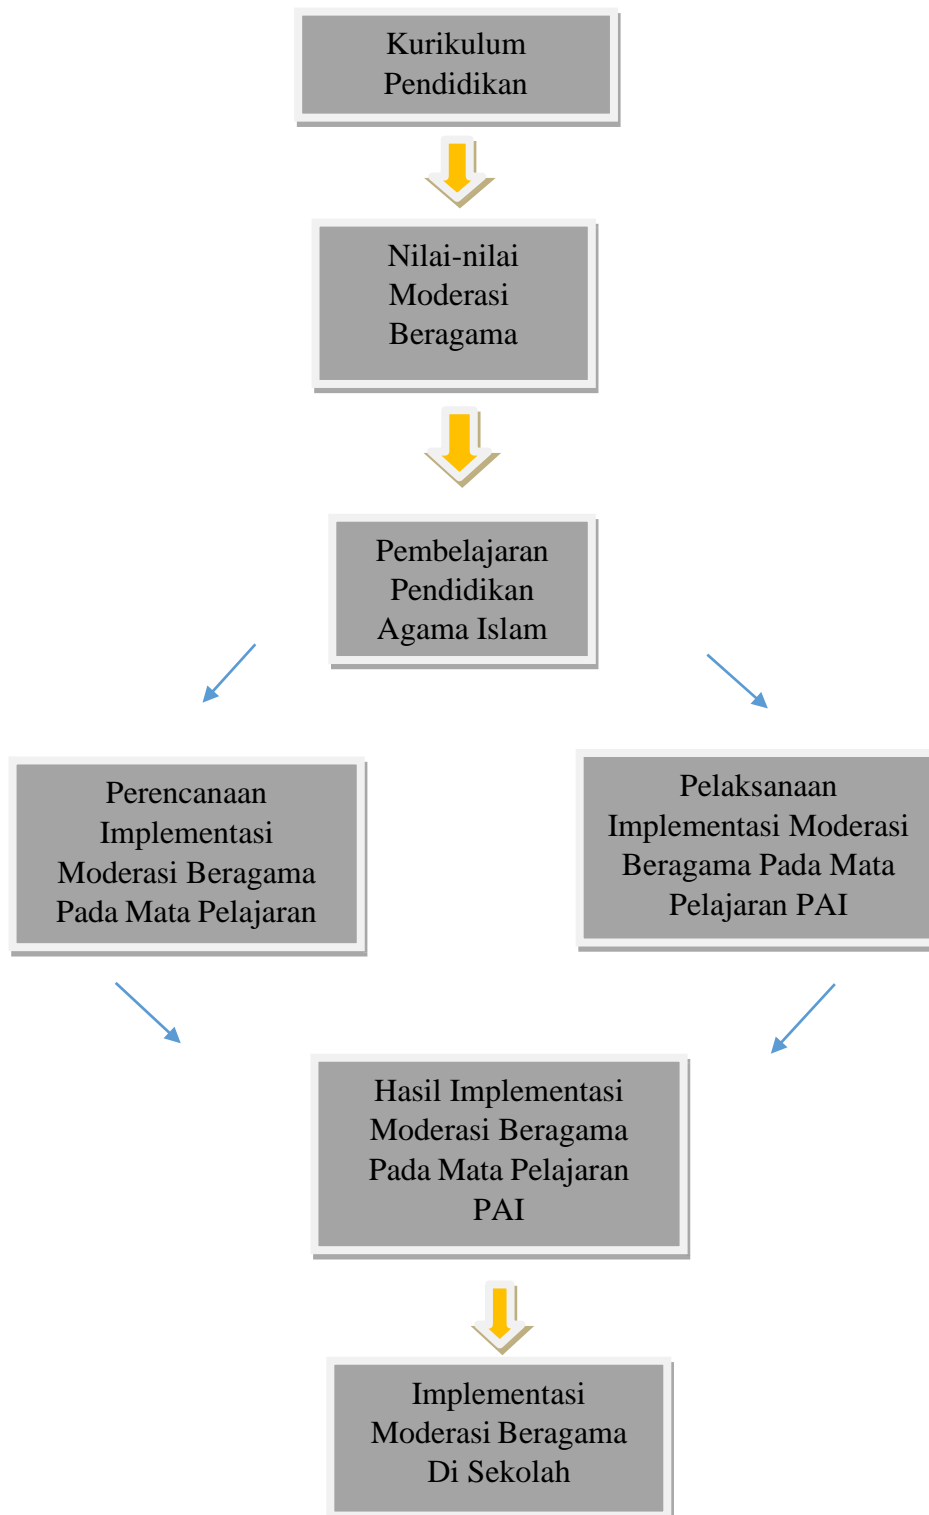 Kurikulum
Pendidikan
Nilai-nilai
Moderasi
Beragama
Pembelajaran
Pendidikan
Agama Islam
Perencanaan
Implementasi
Moderasi Beragama
Pada Mata Pelajaran
Pelaksanaan
Implementasi Moderasi
Beragama Pada Mata
Pelajaran PAI
Hasil Implementasi
Moderasi Beragama
Pada Mata Pelajaran
PAI
Implementasi
Moderasi Beragama
Di Sekolah